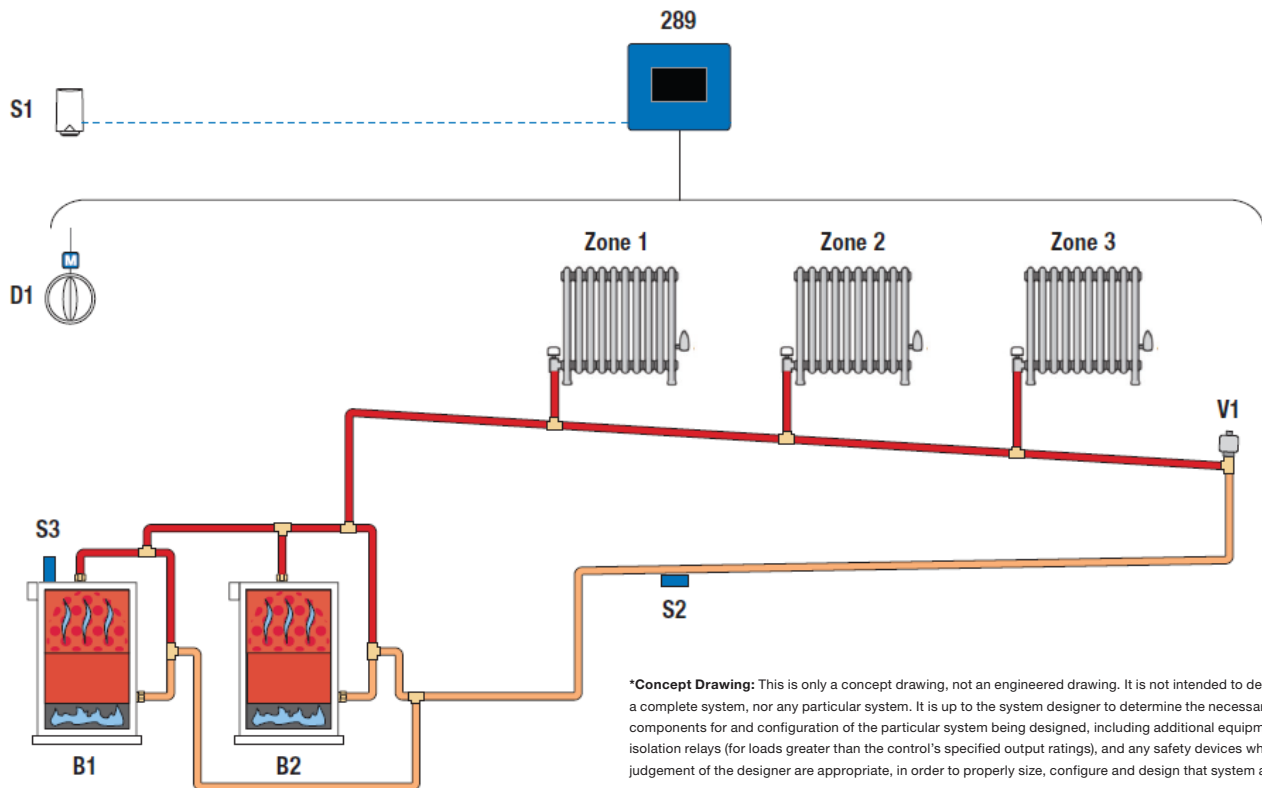 289
S1
Zone 1
Zone 2
Zone 3
M
D1
V1
S3
S2
B1
B2
*Concept Drawing: This is only a concept drawing, not an engineered drawing. It is not intended to de
a complete system, nor any particular system. It is up to the system designer to determine the necessar
components for and configuration of the particular system being designed, including additional equipm
isolation relays (for loads greater than the control's specified output ratings), and any safety devices wh
judgement of the designer are appropriate, in order to properly size, configure and design that system a